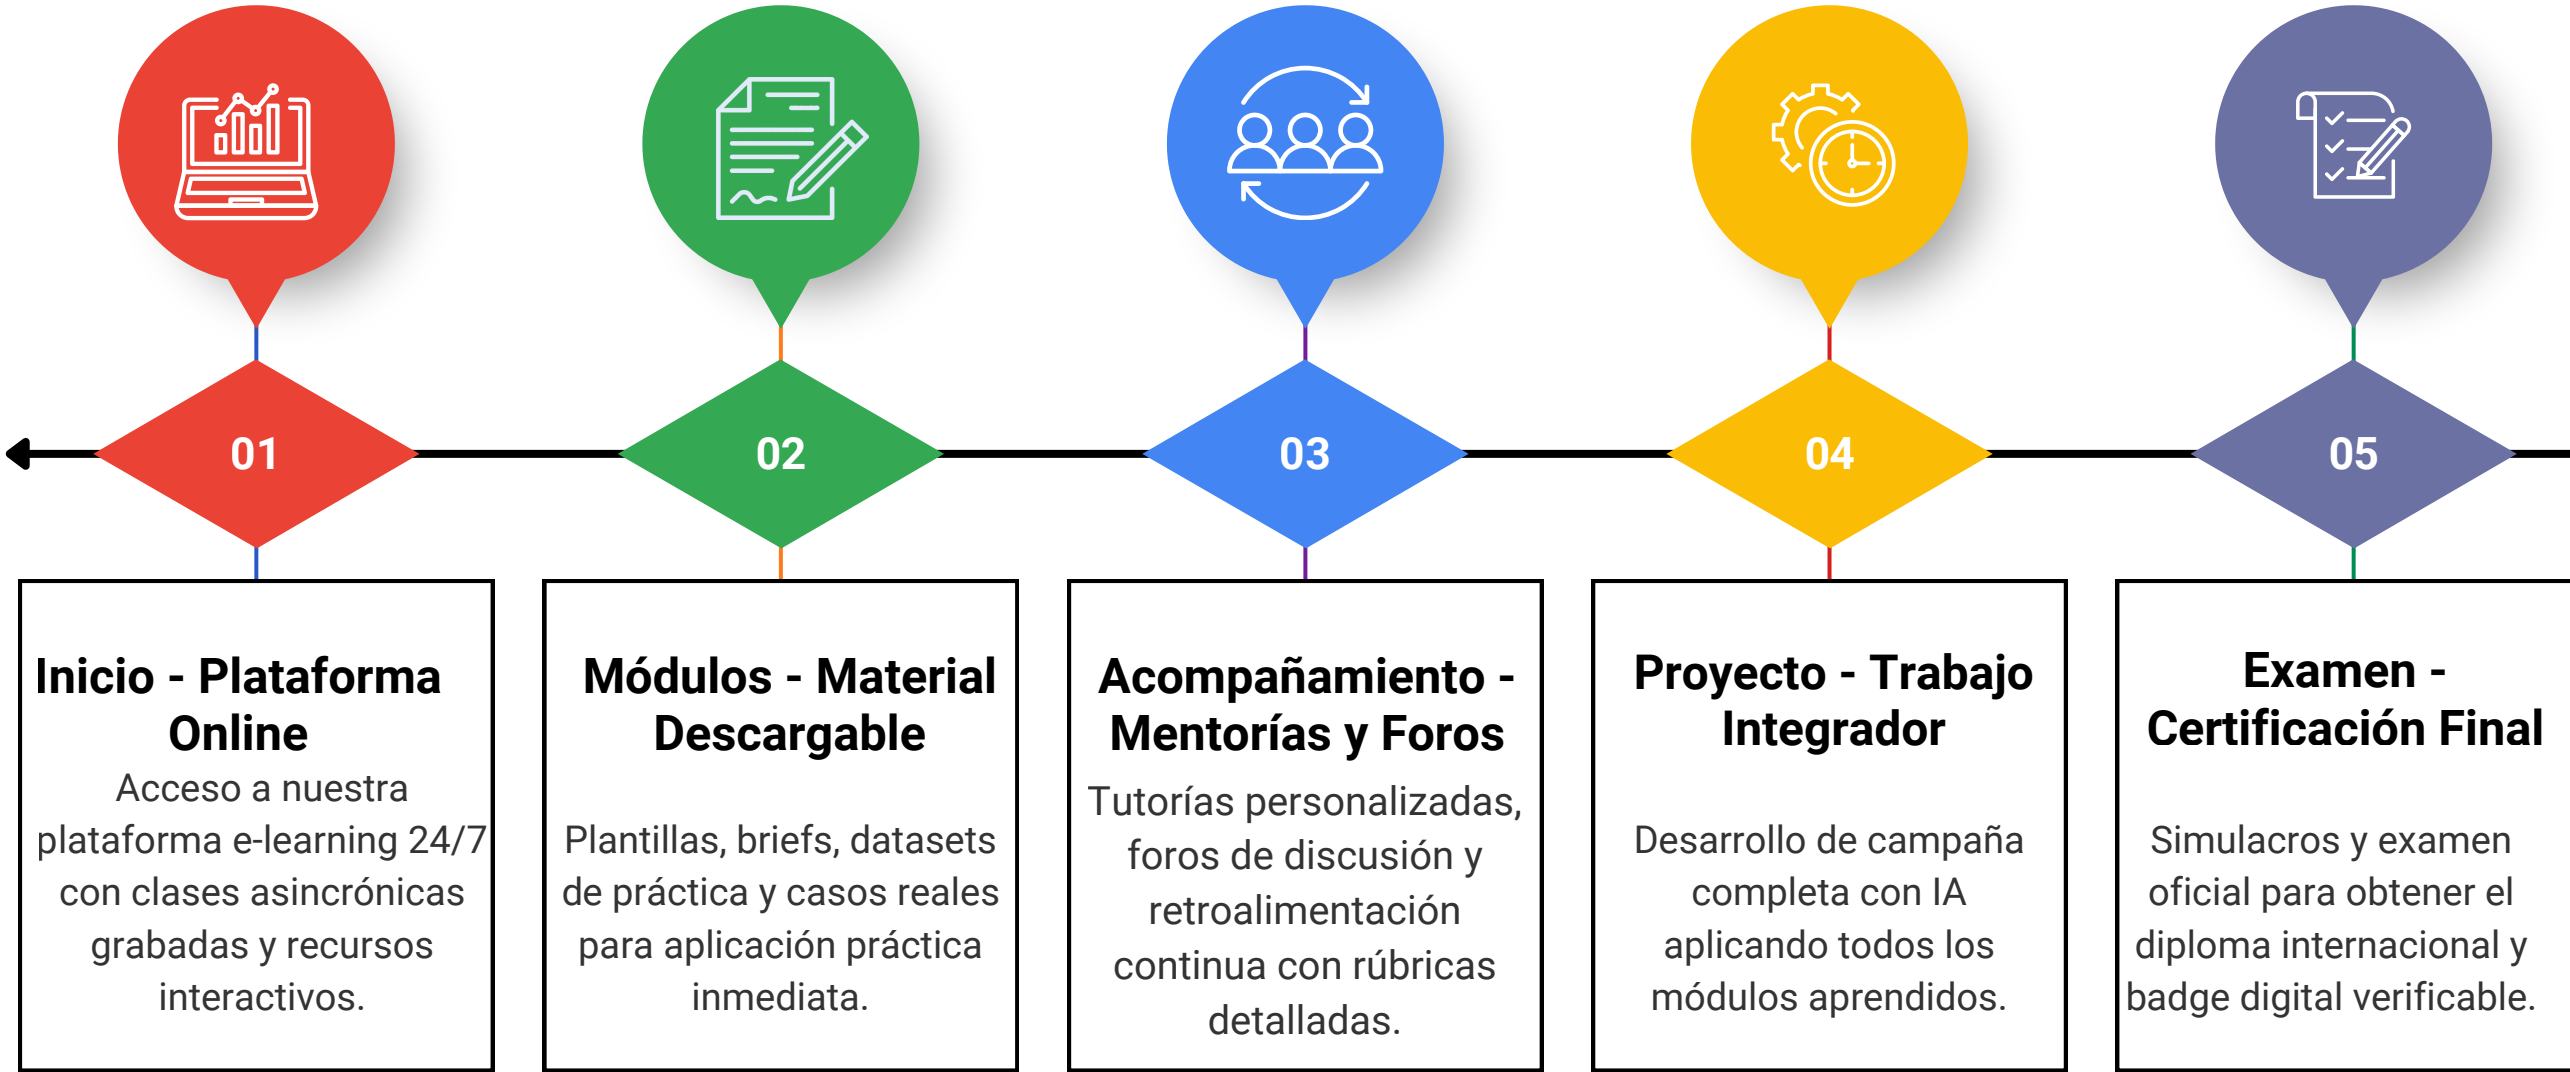 01
02
03
04
05
Inicio - Plataforma
Online
Acceso a nuestra
plataforma e-learning 24/7
con clases asincrónicas
grabadas y recursos
interactivos.
Módulos - Material
Descargable
Plantillas, briefs, datasets
de práctica y casos reales
para aplicación práctica
inmediata.
Acompañamiento -
Mentorías y Foros
Tutorías personalizadas,
foros de discusión y
retroalimentación
continua con rúbricas
detalladas.
Proyecto - Trabajo
Integrador
Desarrollo de campaña
completa con IA
aplicando todos los
módulos aprendidos.
Examen -
Certificación Final
Simulacros y examen
oficial para obtener el
diploma internacional y
badge digital verificable.